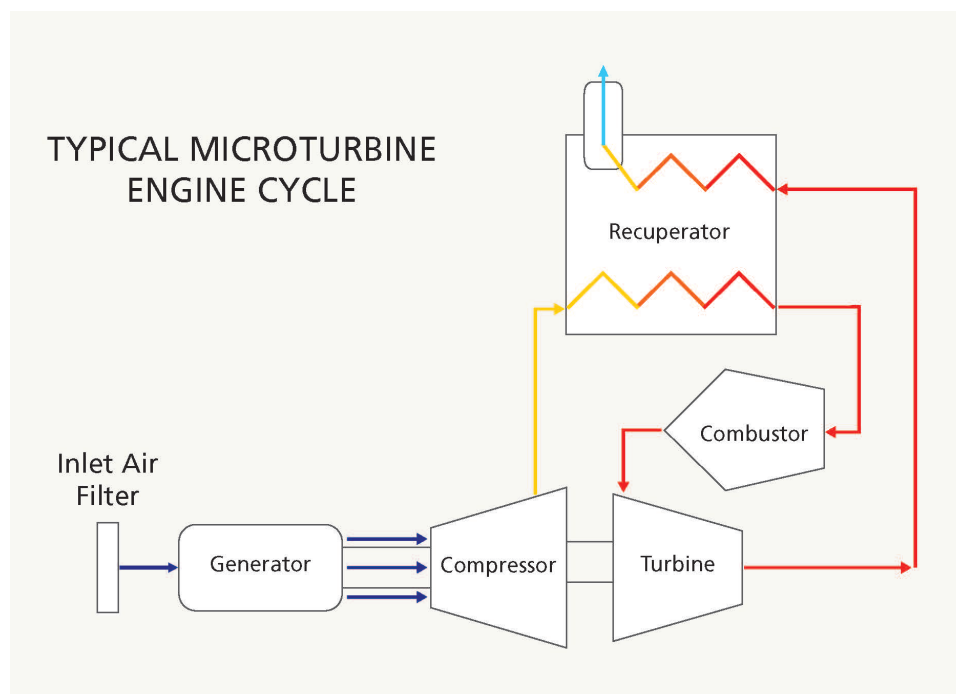 TYPICAL MICROTURBINE
ENGINE CYCLE
Recuperator
Combustor
Inlet Air
Filter
Generator
Compressor
Turbine